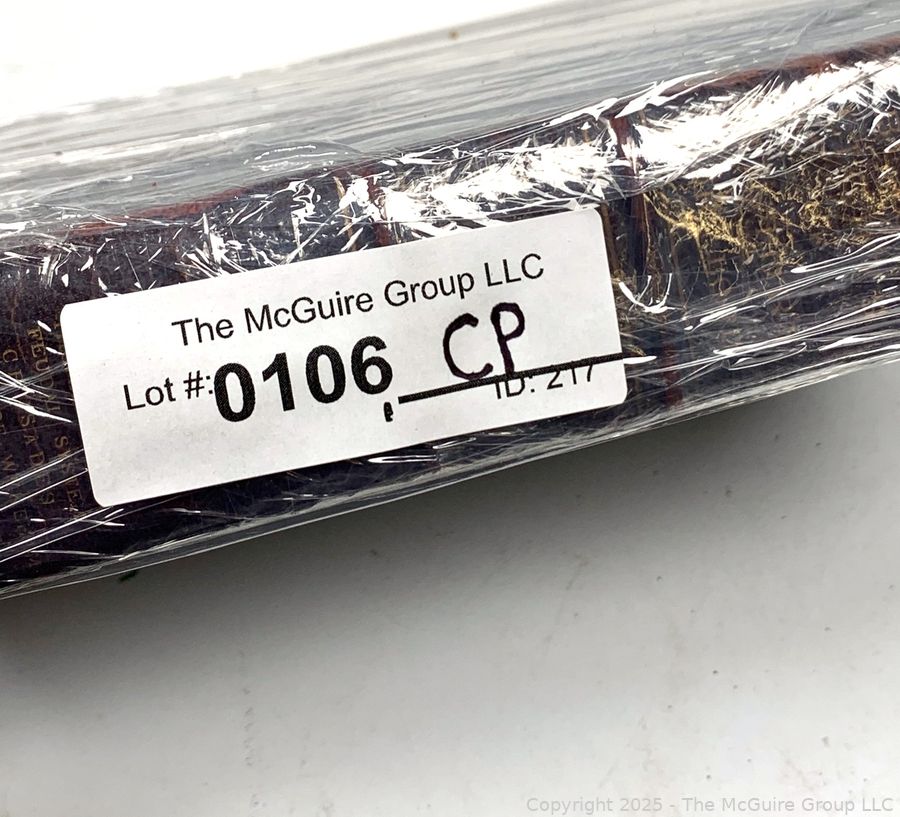 The McGuire Group LLC
Lot #:0106, CP
ID: 217
Copyright 2025 - The McGuire Group LLC